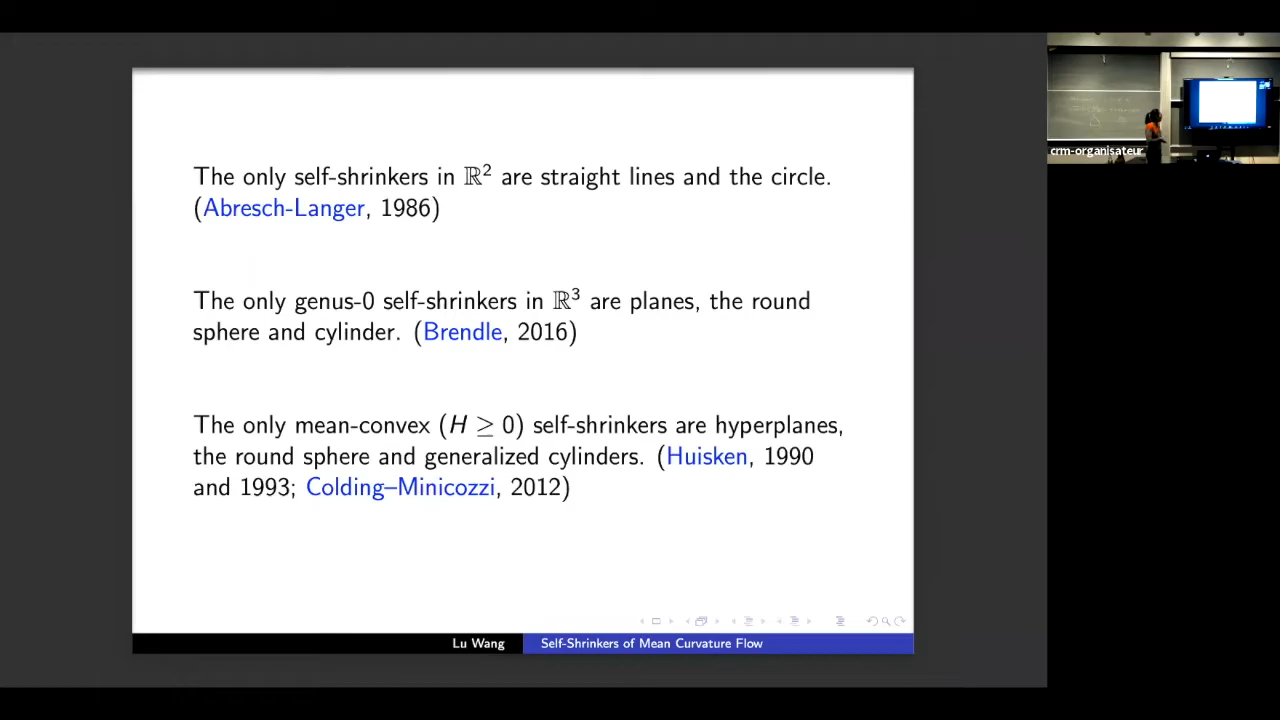 The only self-shrinkers in ℝ² are straight lines and the circle.
(Abresch-Langer, 1986)
The only genus-0 self-shrinkers in ℝ³ are planes, the round
sphere and cylinder. (Brendle, 2016)
The only mean-convex (H ≥ 0) self-shrinkers are hyperplanes,
the round sphere and generalized cylinders. (Huisken, 1990
and 1993; Colding–Minicozzi, 2012)
Lu Wang
Self-Shrinkers of Mean Curvature Flow
crm-organisateur